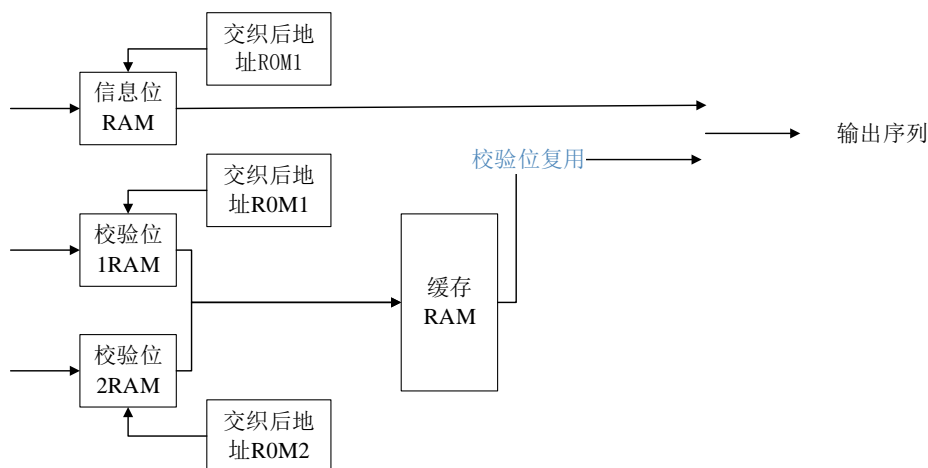 交织后地
址ROM1
信息位
RAM
输出序列
校验位复用
交织后地
址R0M1
校验位
1RAM
缓存
RAM
校验位
2RAM
交织后地
址R0M2